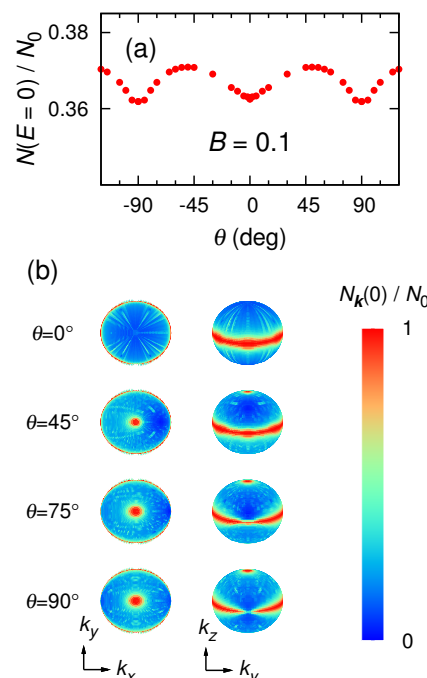 (a)
N(E = 0) / N0
0.38
0.36
B = 0.1
-90 -45 0 45 90
θ (deg)
(b)
Nk(0) / N0
1
0
θ=0°
θ=45°
θ=75°
θ=90°
ky
kx
kz
ky